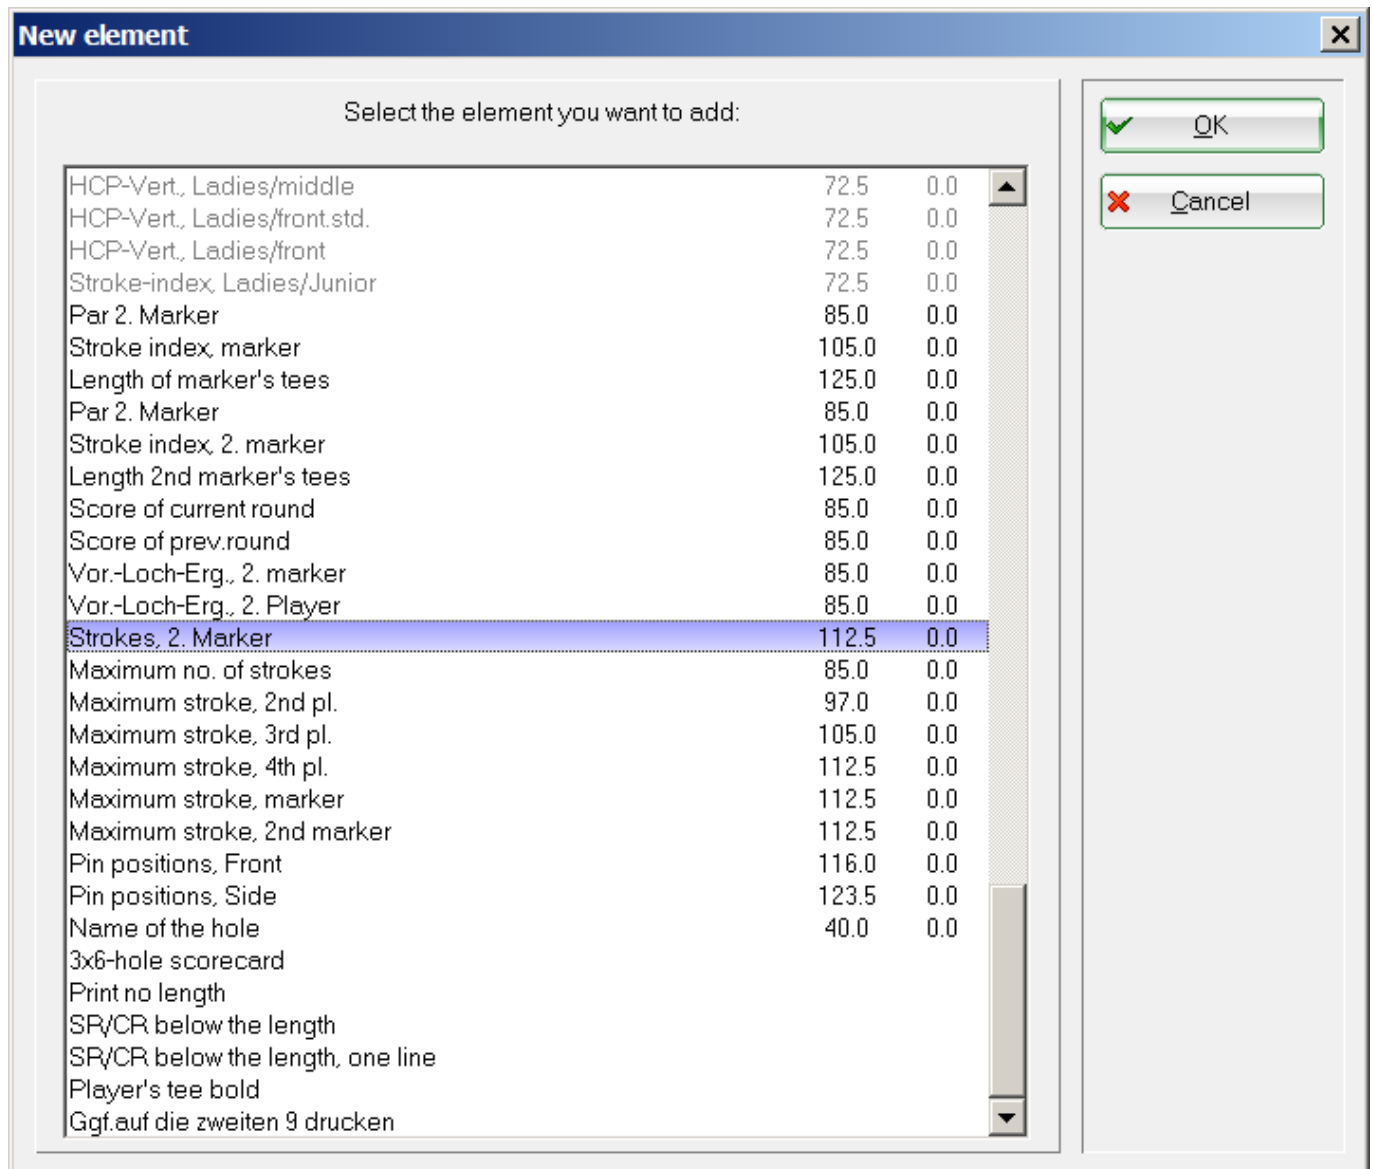 New element
Select the element you want to add:
OK
Cancel
HCP-Vert., Ladies/middle 72.5 0.0
HCP-Vert., Ladies/front.std. 72.5 0.0
HCP-Vert., Ladies/front 72.5 0.0
Stroke-index, Ladies/Junior 72.5 0.0
Par 2. Marker 85.0 0.0
Stroke index, marker 105.0 0.0
Length of marker's tees 125.0 0.0
Par 2. Marker 85.0 0.0
Stroke index, 2. marker 105.0 0.0
Length 2nd marker's tees 125.0 0.0
Score of current round 85.0 0.0
Score of prev.round 85.0 0.0
Vor.-Loch-Erg., 2. marker 85.0 0.0
Vor.-Loch-Erg., 2. Player 85.0 0.0
Strokes, 2. Marker 112.5 0.0
Maximum no. of strokes 85.0 0.0
Maximum stroke, 2nd pl. 97.0 0.0
Maximum stroke, 3rd pl. 105.0 0.0
Maximum stroke, 4th pl. 112.5 0.0
Maximum stroke, marker 112.5 0.0
Maximum stroke, 2nd marker 112.5 0.0
Pin positions, Front 116.0 0.0
Pin positions, Side 123.5 0.0
Name of the hole 40.0 0.0
3x6-hole scorecard
Print no length
SR/CR below the length
SR/CR below the length, one line
Player's tee bold
Ggf.auf die zweiten 9 drucken